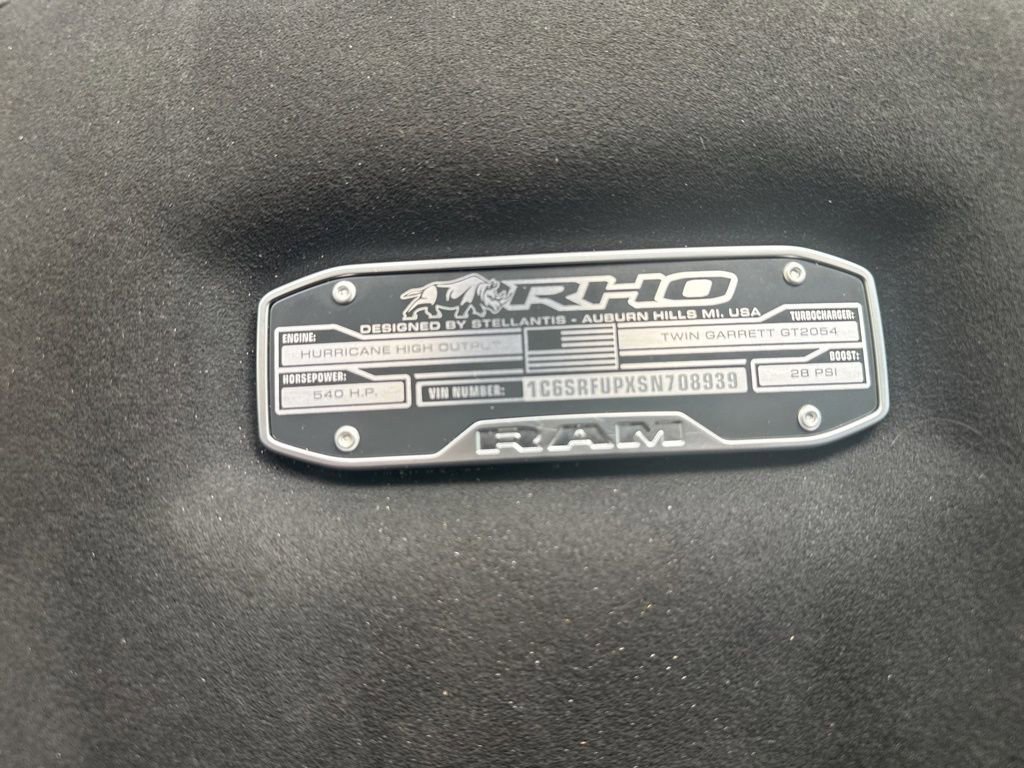 RHO
DESIGNED BY STELLANTIS - AUBURN HILLS MI. USA
ENGINE:
HURRICANE HIGH OUTPUT
TURBOCHARGER:
TWIN GARRETT GT2054
HORSEPOWER:
540 H.P.
VIN NUMBER:
1C6SRFUPXSN708939
BOOST:
28 PSI
RAM